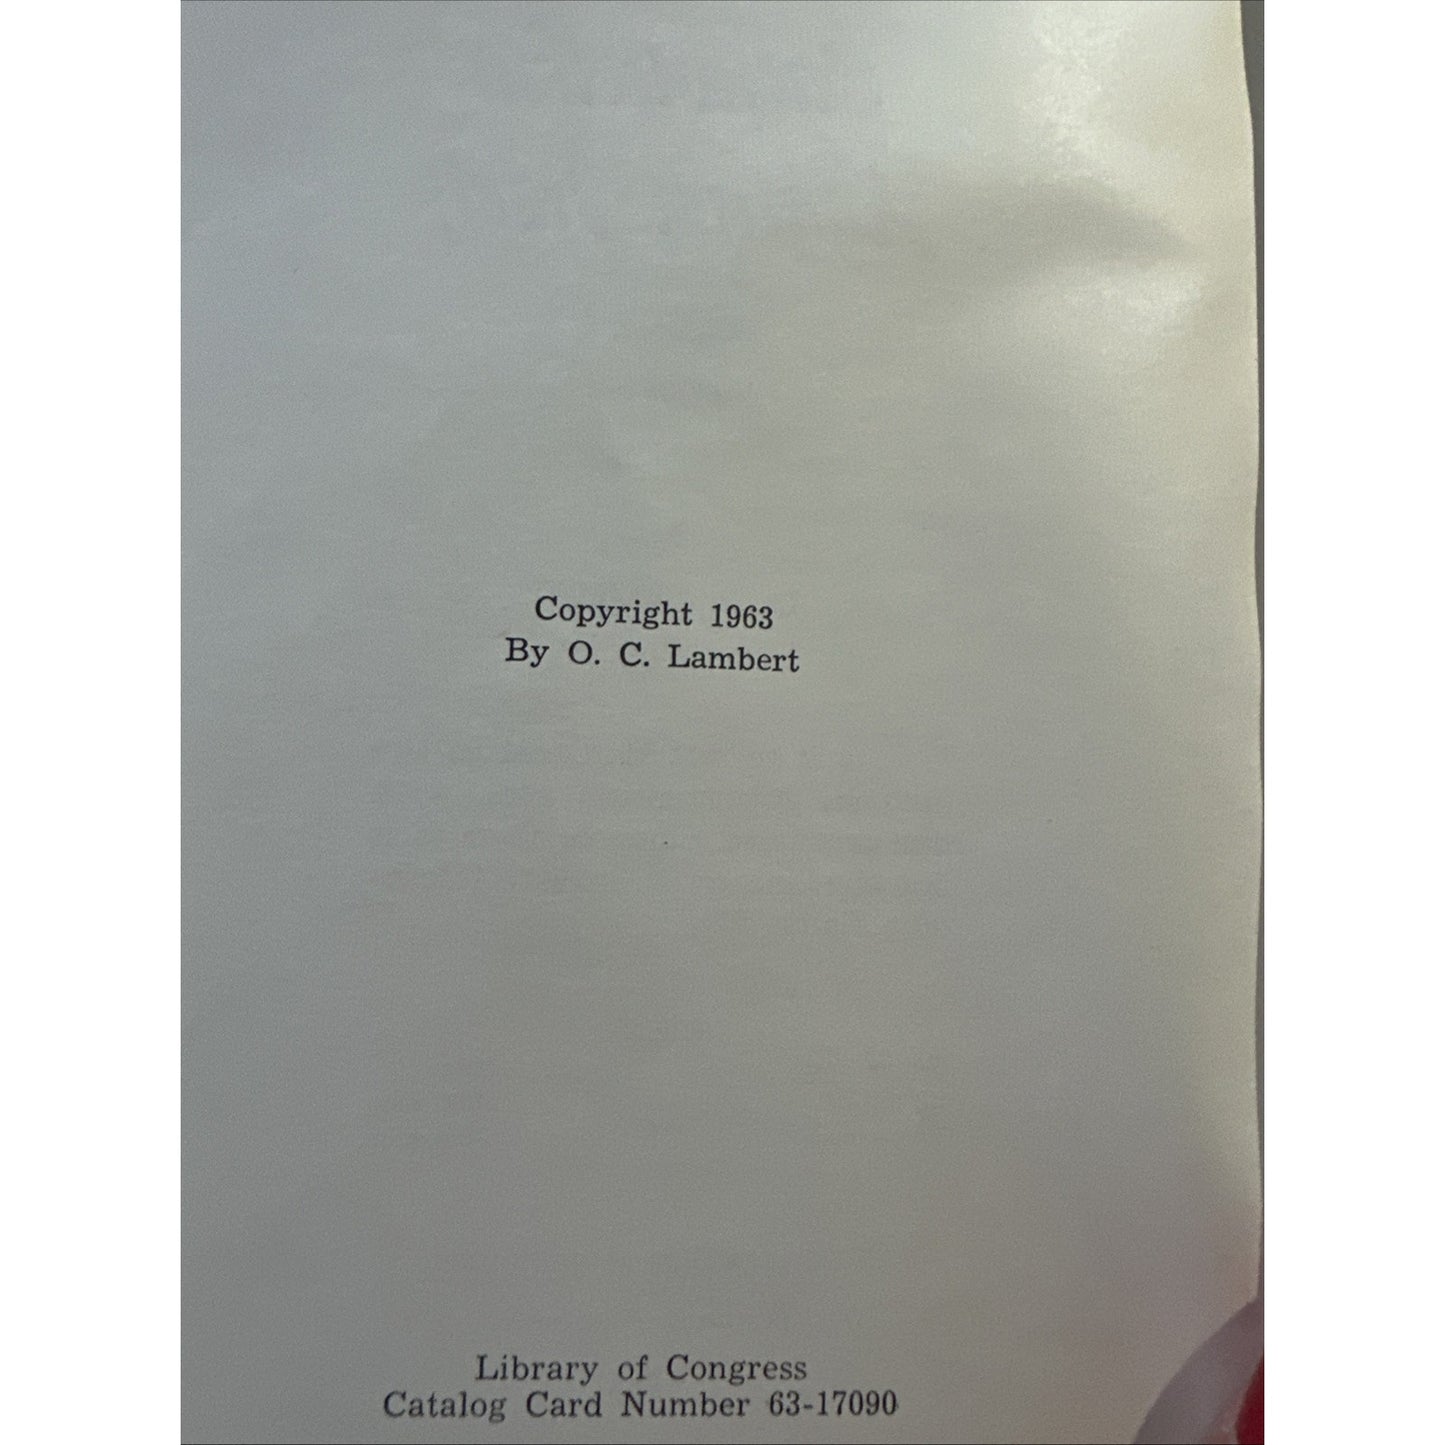 Copyright 1963
By O. C. Lambert
Library of Congress
Catalog Card Number 63-17090